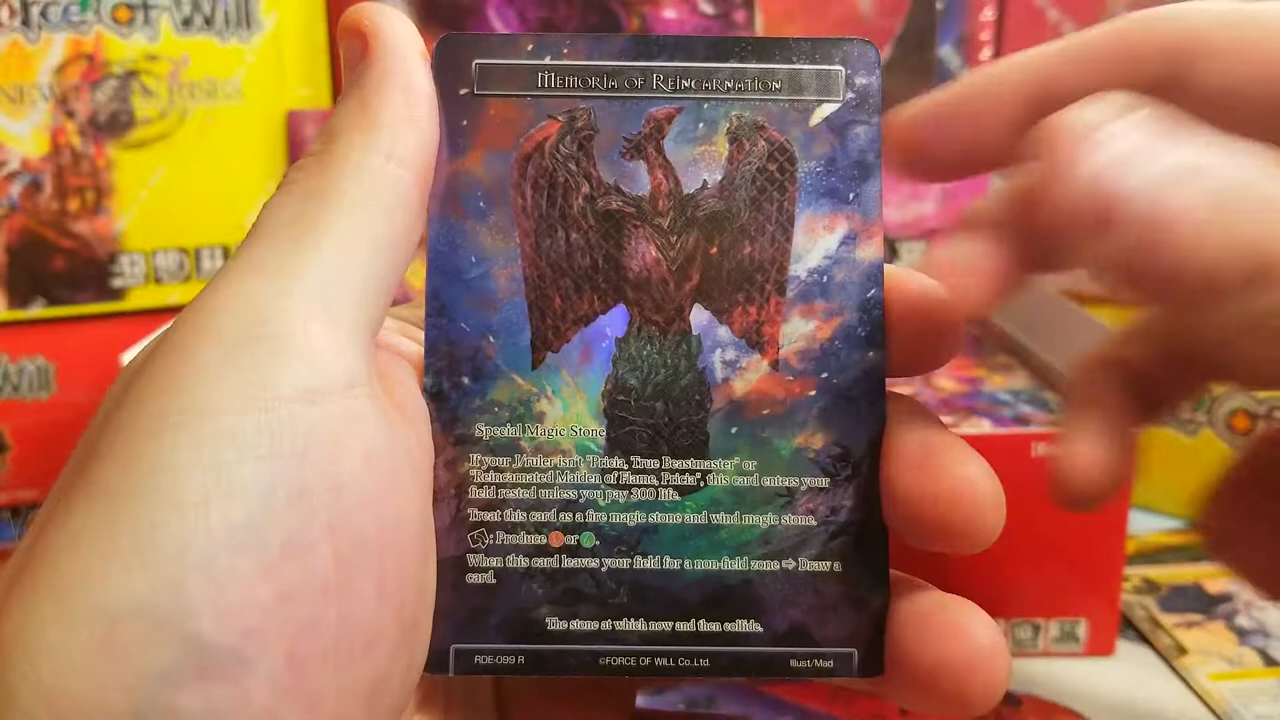 Force Of Will
Memoria of Reincarnation
Special Magic Stone
If your J/ruler isn't "Pricia, True Beastmaster" or
"Reincarnated Maiden of Flame, Pricia", this card enters your
field rested unless you pay 300 life.
Treat this card as a fire magic stone and wind magic stone.
: Produce or .
When this card leaves your field for a non-field zone ⇨ Draw a
card.
The stone at which now and then collide.
RDE-099 R ©FORCE OF WILL Co.,Ltd. Illust/Mad
Will